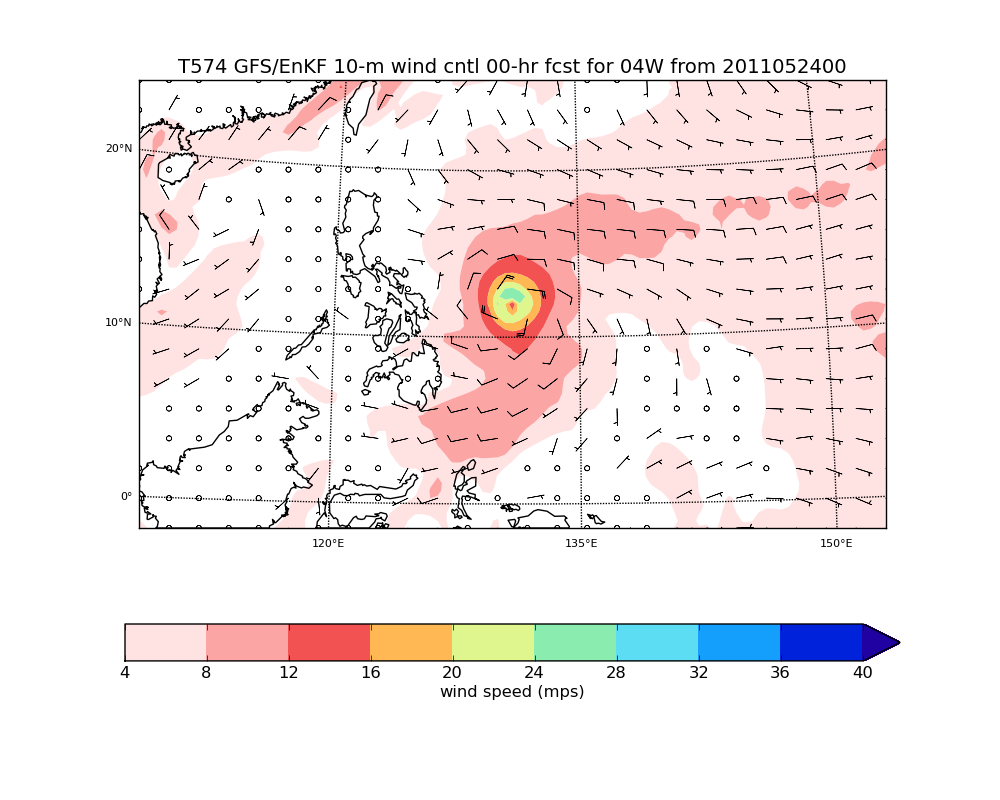 T574 GFS/EnKF 10-m wind cntl 00-hr fcst for 04W from 2011052400
20°N
10°N
0°
120°E 135°E 150°E
4 8 12 16 20 24 28 32 36 40
wind speed (mps)